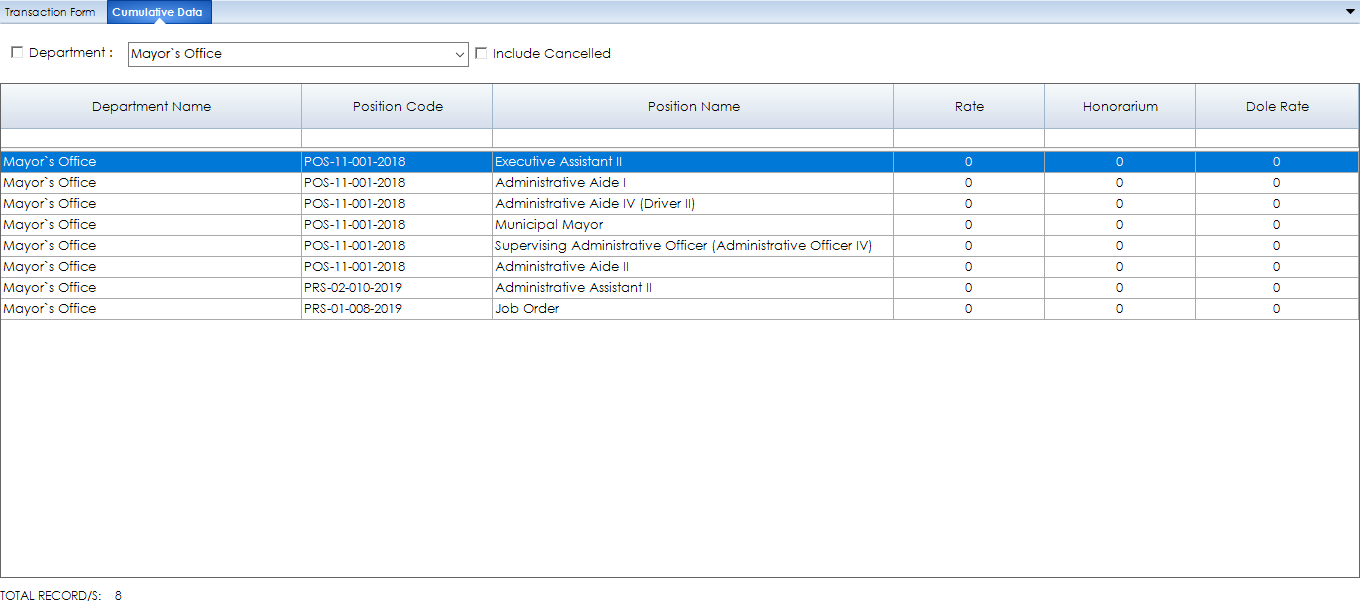 Transaction Form Cumulative Data
Department : Mayor`s Office Include Cancelled
Department Name Position Code Position Name Rate Honorarium Dole Rate
Mayor`s Office POS-11-001-2018 Executive Assistant II 0 0 0
Mayor`s Office POS-11-001-2018 Administrative Aide I 0 0 0
Mayor`s Office POS-11-001-2018 Administrative Aide IV (Driver II) 0 0 0
Mayor`s Office POS-11-001-2018 Municipal Mayor 0 0 0
Mayor`s Office POS-11-001-2018 Supervising Administrative Officer (Administrative Officer IV) 0 0 0
Mayor`s Office POS-11-001-2018 Administrative Aide II 0 0 0
Mayor`s Office PRS-02-010-2019 Administrative Assistant II 0 0 0
Mayor`s Office PRS-01-008-2019 Job Order 0 0 0
TOTAL RECORD/S: 8